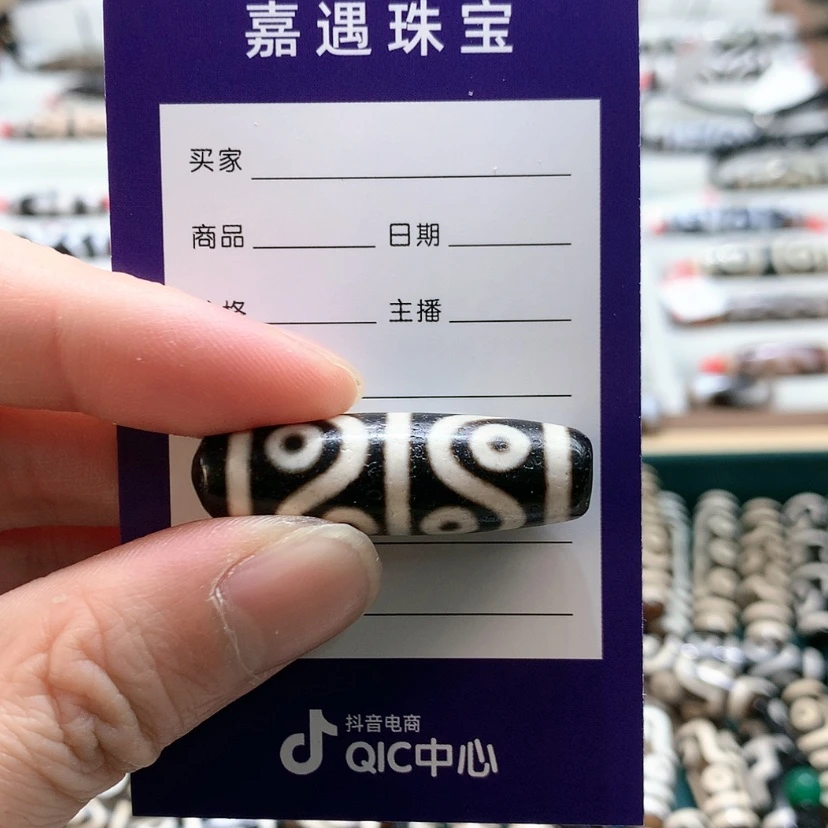 嘉遇珠宝
买家
商品 日期
主播
抖音电商
QIC中心